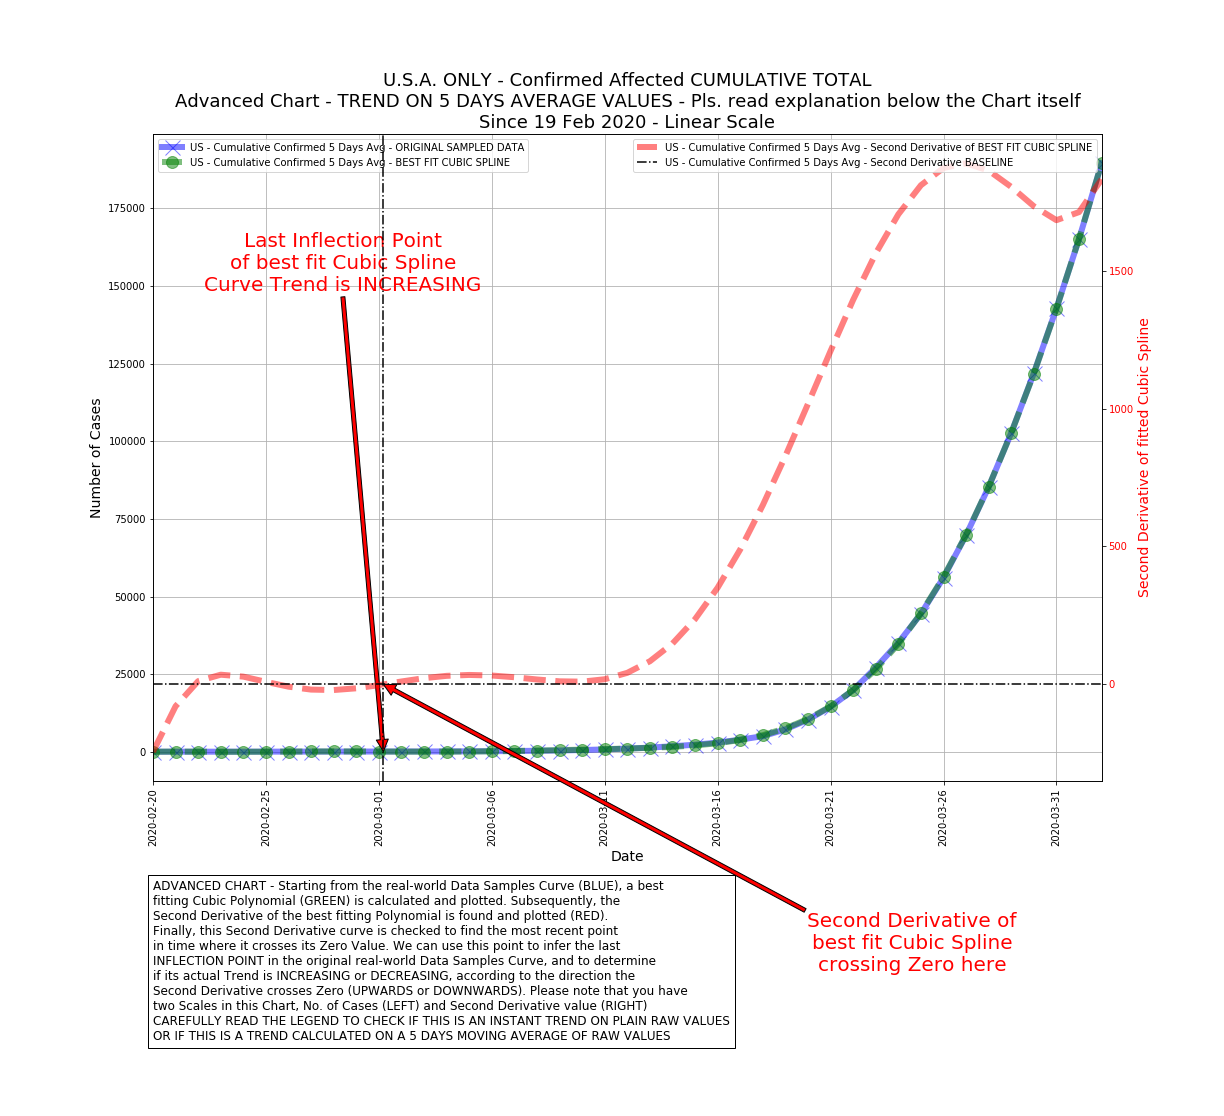 U.S.A. ONLY - Confirmed Affected CUMULATIVE TOTAL
Advanced Chart - TREND ON 5 DAYS AVERAGE VALUES - Pls. read explanation below the Chart itself
Since 19 Feb 2020 - Linear Scale
US - Cumulative Confirmed 5 Days Avg - ORIGINAL SAMPLED DATA
US - Cumulative Confirmed 5 Days Avg - BEST FIT CUBIC SPLINE
US - Cumulative Confirmed 5 Days Avg - Second Derivative of BEST FIT CUBIC SPLINE
US - Cumulative Confirmed 5 Days Avg - Second Derivative BASELINE
Last Inflection Point
of best fit Cubic Spline
Curve Trend is INCREASING
175000
150000
125000
100000
75000
50000
25000
0
Number of Cases
1500
1000
500
0
Second Derivative of fitted Cubic Spline
2020-02-20
2020-02-25
2020-03-01
2020-03-06
2020-03-11
2020-03-16
2020-03-21
2020-03-26
2020-03-31
Date
ADVANCED CHART - Starting from the real-world Data Samples Curve (BLUE), a best
fitting Cubic Polynomial (GREEN) is calculated and plotted. Subsequently, the
Second Derivative of the best fitting Polynomial is found and plotted (RED).
Finally, this Second Derivative curve is checked to find the most recent point
in time where it crosses its Zero Value. We can use this point to infer the last
INFLECTION POINT in the original real-world Data Samples Curve, and to determine
if its actual Trend is INCREASING or DECREASING, according to the direction the
Second Derivative crosses Zero (UPWARDS or DOWNWARDS). Please note that you have
two Scales in this Chart, No. of Cases (LEFT) and Second Derivative value (RIGHT)
CAREFULLY READ THE LEGEND TO CHECK IF THIS IS AN INSTANT TREND ON PLAIN RAW VALUES
OR IF THIS IS A TREND CALCULATED ON A 5 DAYS MOVING AVERAGE OF RAW VALUES
Second Derivative of
best fit Cubic Spline
crossing Zero here